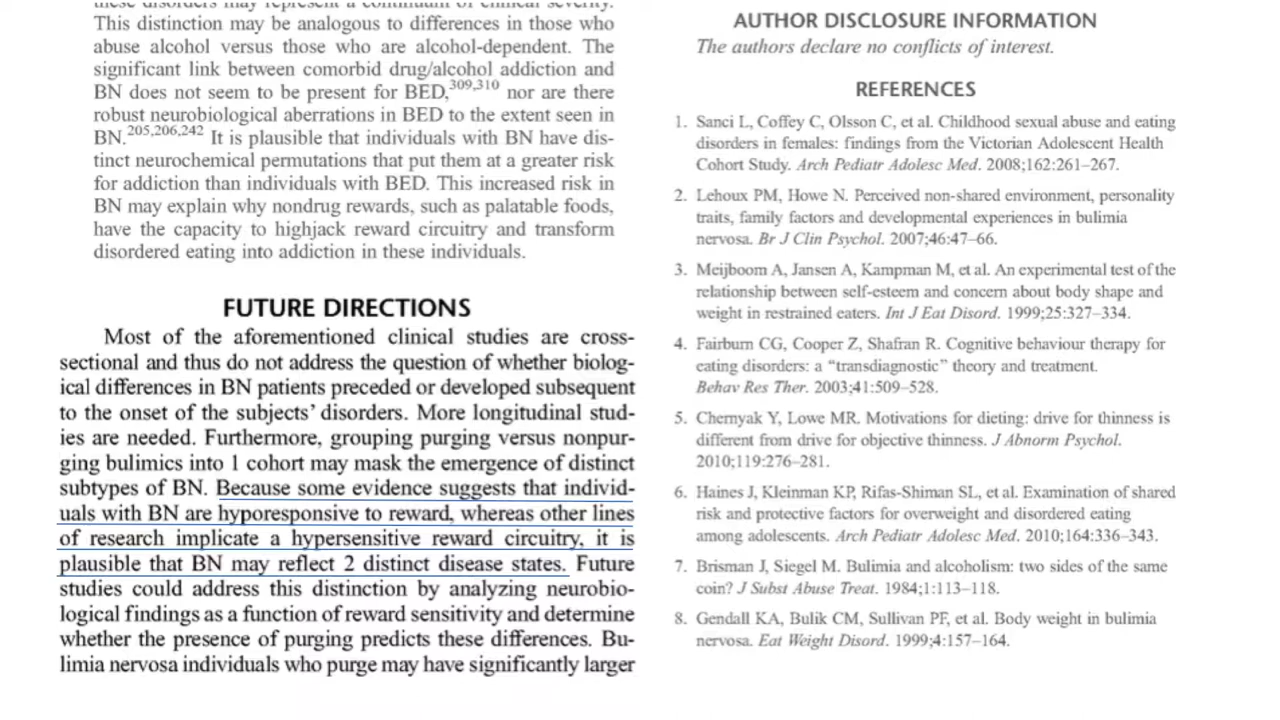 This distinction may be analogous to differences in those who
abuse alcohol versus those who are alcohol-dependent. The
significant link between comorbid drug/alcohol addiction and
BN does not seem to be present for BED,309,310 nor are there
robust neurobiological aberrations in BED to the extent seen in
BN.205,206,242 It is plausible that individuals with BN have dis-
tinct neurochemical permutations that put them at a greater risk
for addiction than individuals with BED. This increased risk in
BN may explain why nondrug rewards, such as palatable foods,
have the capacity to highjack reward circuitry and transform
disordered eating into addiction in these individuals.
FUTURE DIRECTIONS
Most of the aforementioned clinical studies are cross-
sectional and thus do not address the question of whether biolog-
ical differences in BN patients preceded or developed subsequent
to the onset of the subjects' disorders. More longitudinal stud-
ies are needed. Furthermore, grouping purging versus nonpur-
ging bulimics into 1 cohort may mask the emergence of distinct
subtypes of BN. Because some evidence suggests that individ-
uals with BN are hyporesponsive to reward, whereas other lines
of research implicate a hypersensitive reward circuitry, it is
plausible that BN may reflect 2 distinct disease states. Future
studies could address this distinction by analyzing neurobio-
logical findings as a function of reward sensitivity and determine
whether the presence of purging predicts these differences. Bu-
limia nervosa individuals who purge may have significantly larger
AUTHOR DISCLOSURE INFORMATION
The authors declare no conflicts of interest.
REFERENCES
1. Sanci L, Coffey C, Olsson C, et al. Childhood sexual abuse and eating
disorders in females: findings from the Victorian Adolescent Health
Cohort Study. Arch Pediatr Adolesc Med. 2008;162:261–267.
2. Lehoux PM, Howe N. Perceived non-shared environment, personality
traits, family factors and developmental experiences in bulimia
nervosa. Br J Clin Psychol. 2007;46:47–66.
3. Meijboom A, Jansen A, Kampman M, et al. An experimental test of the
relationship between self-esteem and concern about body shape and
weight in restrained eaters. Int J Eat Disord. 1999;25:327–334.
4. Fairburn CG, Cooper Z, Shafran R. Cognitive behaviour therapy for
eating disorders: a “transdiagnostic” theory and treatment.
Behav Res Ther. 2003;41:509–528.
5. Chernyak Y, Lowe MR. Motivations for dieting: drive for thinness is
different from drive for objective thinness. J Abnorm Psychol.
2010;119:276–281.
6. Haines J, Kleinman KP, Rifas-Shiman SL, et al. Examination of shared
risk and protective factors for overweight and disordered eating
among adolescents. Arch Pediatr Adolesc Med. 2010;164:336–343.
7. Brisman J, Siegel M. Bulimia and alcoholism: two sides of the same
coin? J Subst Abuse Treat. 1984;1:113–118.
8. Gendall KA, Bulik CM, Sullivan PF, et al. Body weight in bulimia
nervosa. Eat Weight Disord. 1999;4:157–164.